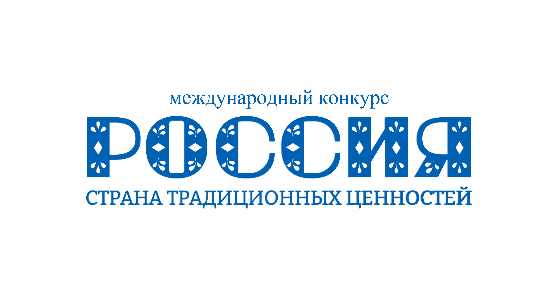 международный конкурс
РОССИЯ
СТРАНА ТРАДИЦИОННЫХ ЦЕННОСТЕЙ